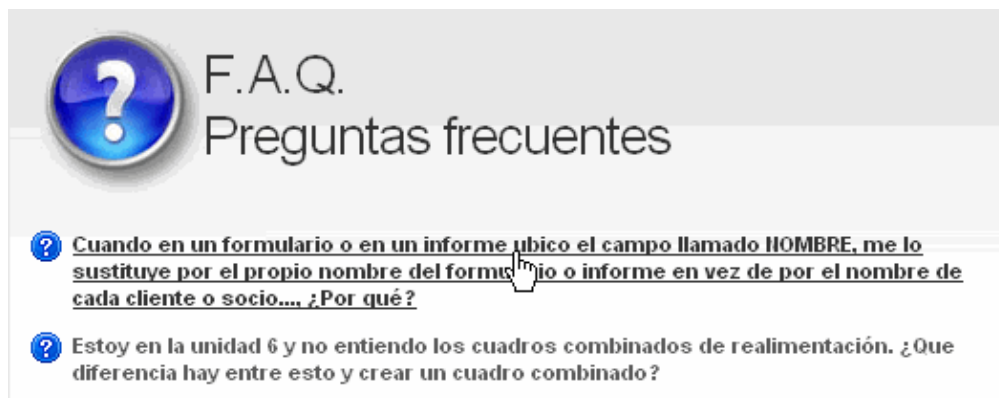 F.A.Q.
Preguntas frecuentes
Cuando en un formulario o en un informe ubico el campo llamado NOMBRE, me lo
sustituye por el propio nombre del formulario o informe en vez de por el nombre de
cada cliente o socio..., ¿Por qué?
Estoy en la unidad 6 y no entiendo los cuadros combinados de realimentación. ¿Que
diferencia hay entre esto y crear un cuadro combinado?